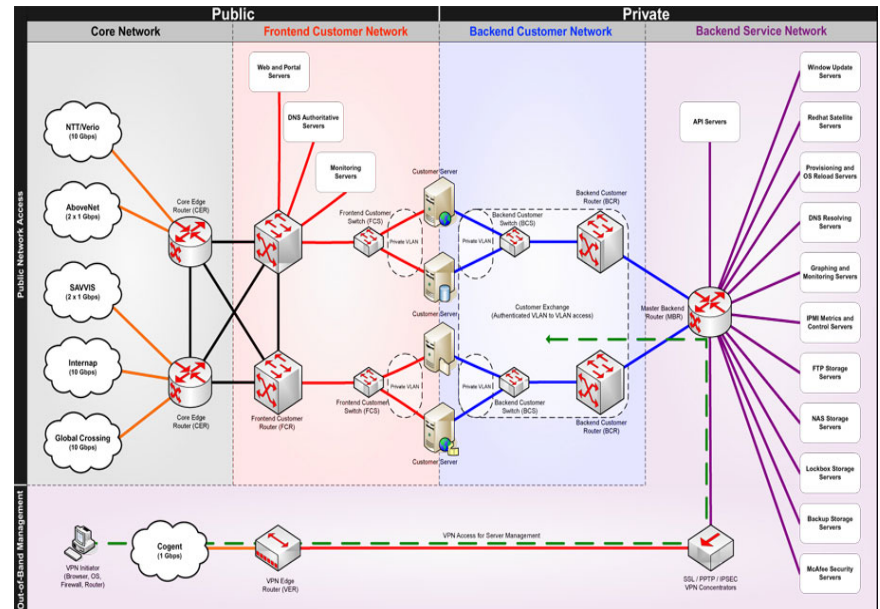 Public
Private
Core Network
Frontend Customer Network
Backend Customer Network
Backend Service Network
Public Network Access
Out-of-Band Management
NTT/Verio
(10 Gbps)
AboveNet
(2 x 1 Gbps)
SAVVIS
(2 x 1 Gbps)
Internap
(10 Gbps)
Global Crossing
(10 Gbps)
Core Edge
Router (CER)
Core Edge
Router (CER)
Web and Portal
Servers
DNS Authoritative
Servers
Monitoring
Servers
Frontend Customer
Router (FCR)
Frontend Customer
Switch (FCS)
Private VLAN
Frontend Customer
Switch (FCS)
Private VLAN
Customer Server
Customer Server
Customer Server
Private VLAN
Backend Customer
Switch (BCS)
Backend Customer
Router (BCR)
Customer Exchange
(Authenticated VLAN to VLAN access)
Private VLAN
Backend Customer
Switch (BCS)
Backend Customer
Router (BCR)
API Servers
Master Backend
Router (MBR)
Window Update
Servers
Redhat Satellite
Servers
Provisioning and
OS Reload Servers
DNS Resolving
Servers
Graphing and
Monitoring Servers
IPMI Metrics and
Control Servers
FTP Storage
Servers
NAS Storage
Servers
Lockbox Storage
Servers
Backup Storage
Servers
McAfee Security
Servers
VPN Initiator
(Browser, OS,
Firewall, Router)
Cogent
(1 Gbps)
VPN Edge
Router (VER)
VPN Access for Server Management
SSL / PPTP / IPSEC
VPN Concentrators